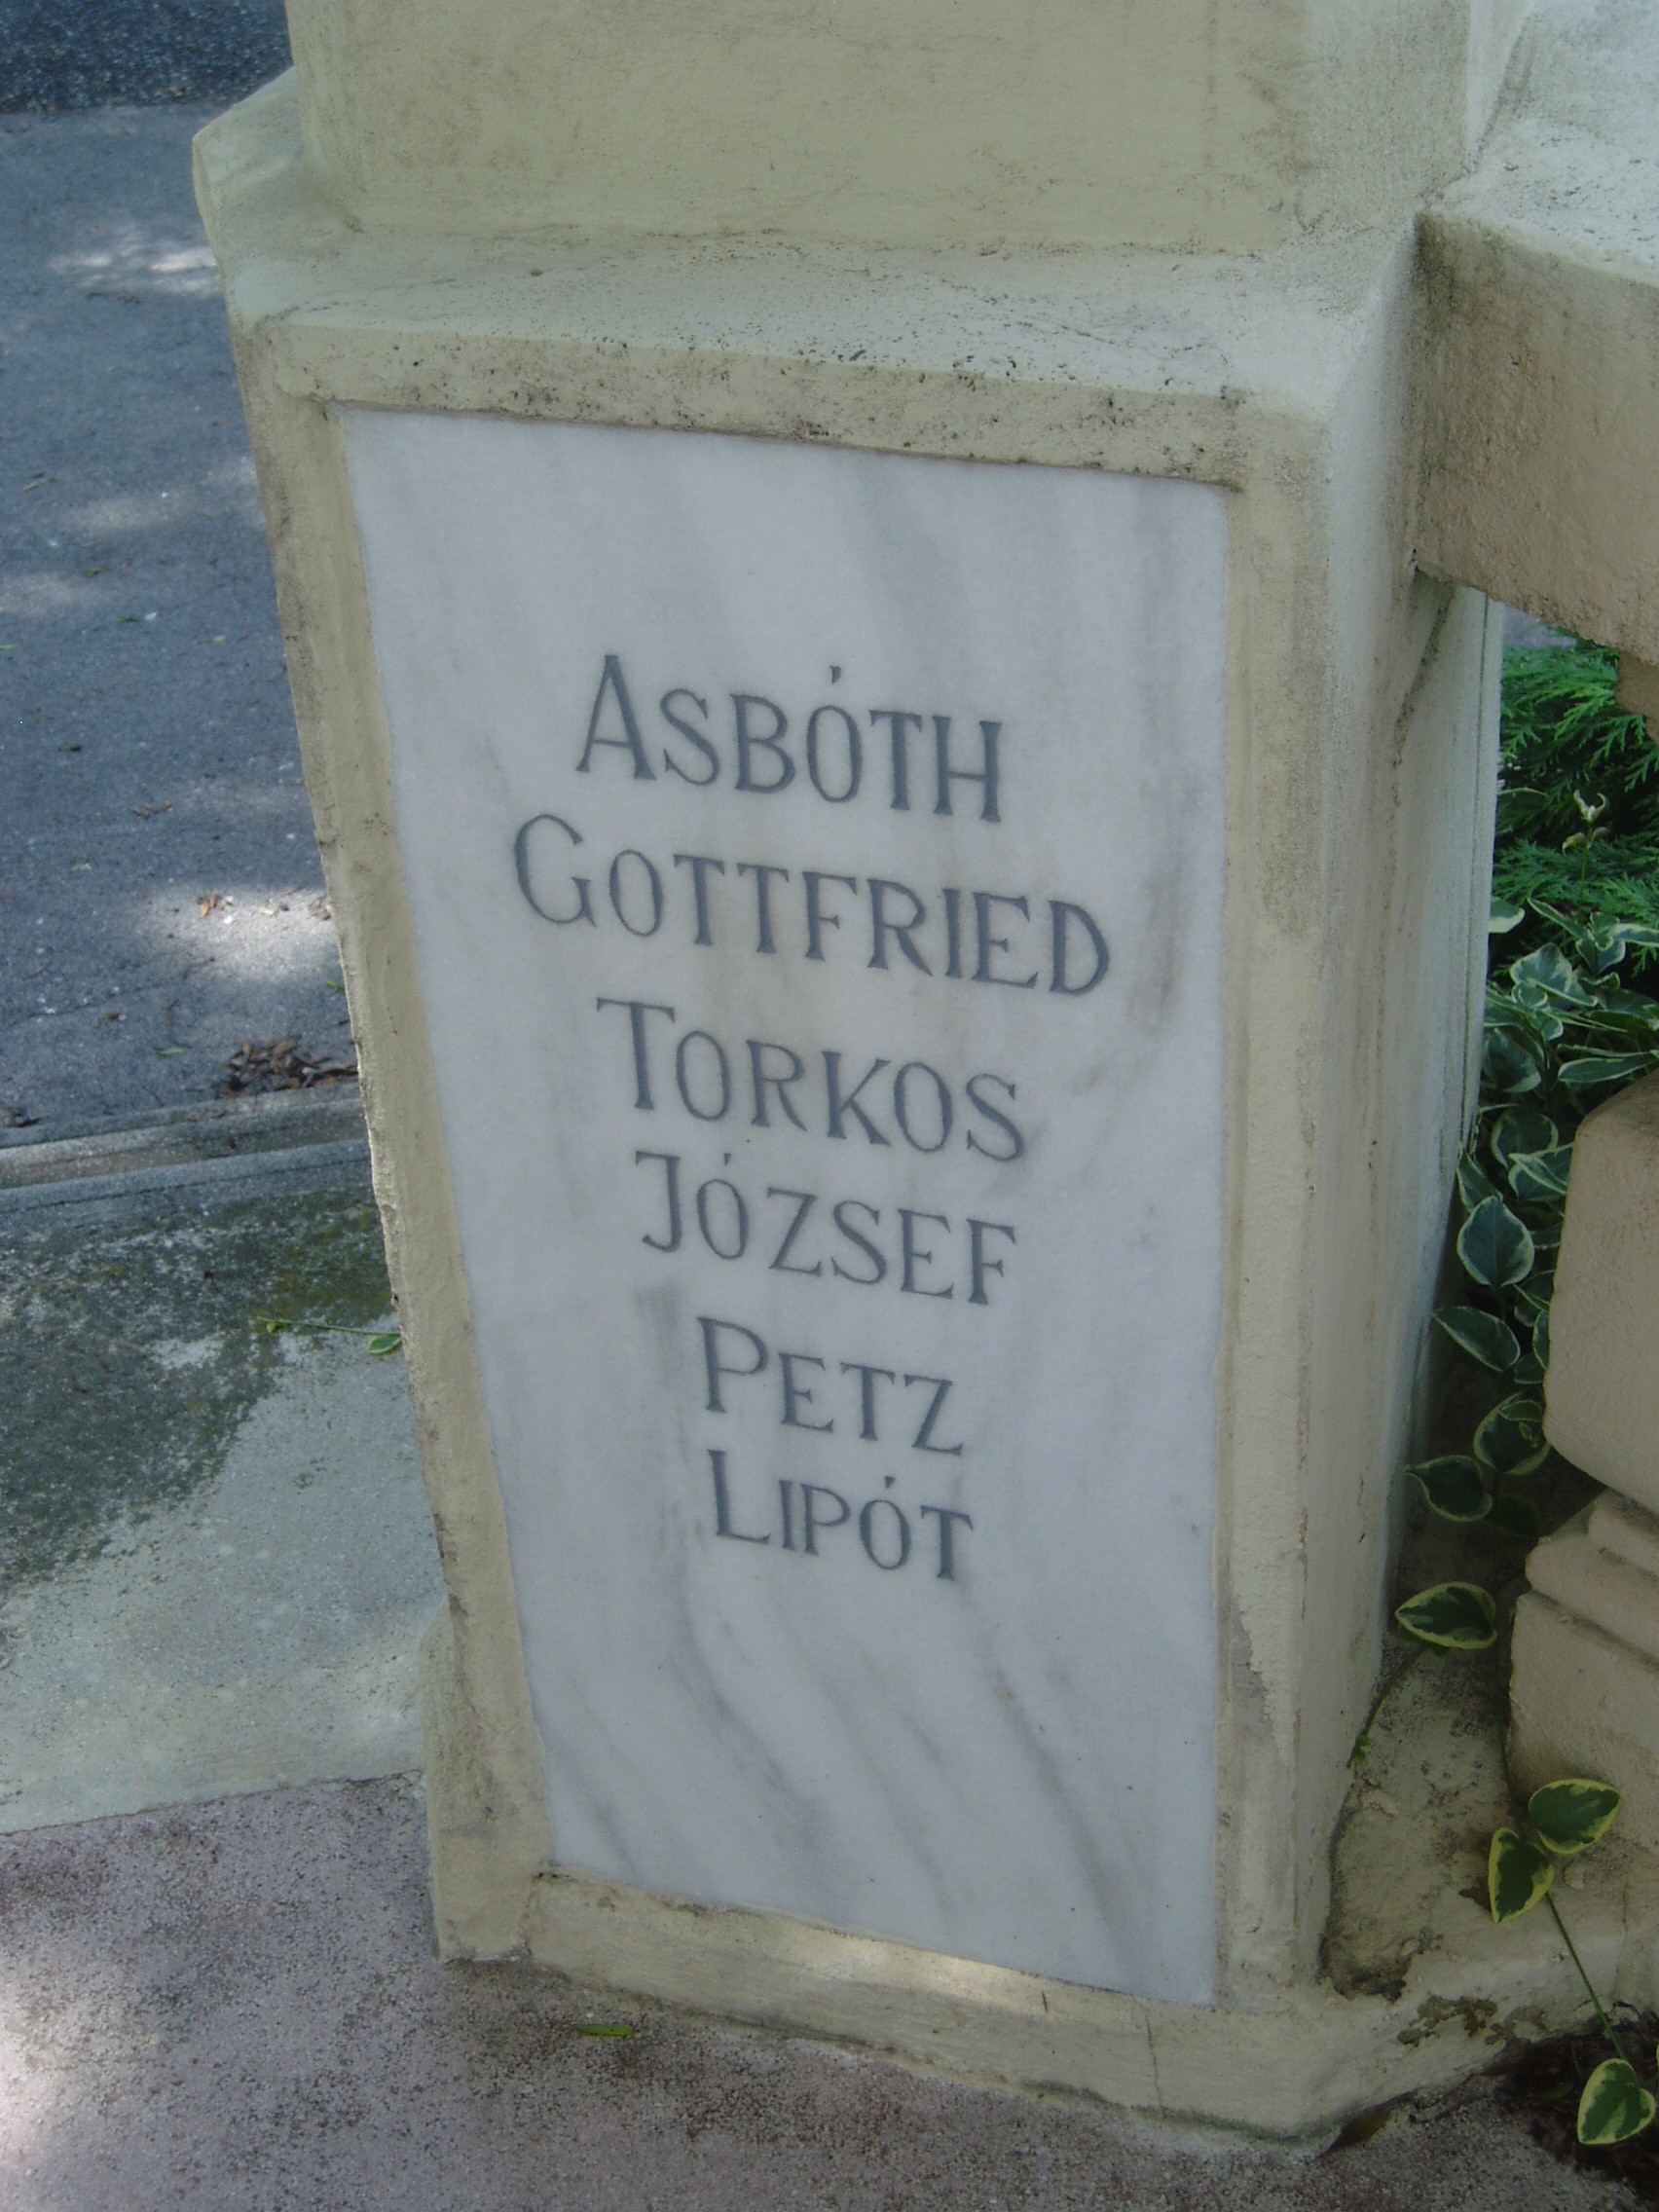 ASBÓTH
GOTTFRIED
TORKOS
JÓZSEF
PETZ
LIPÓT